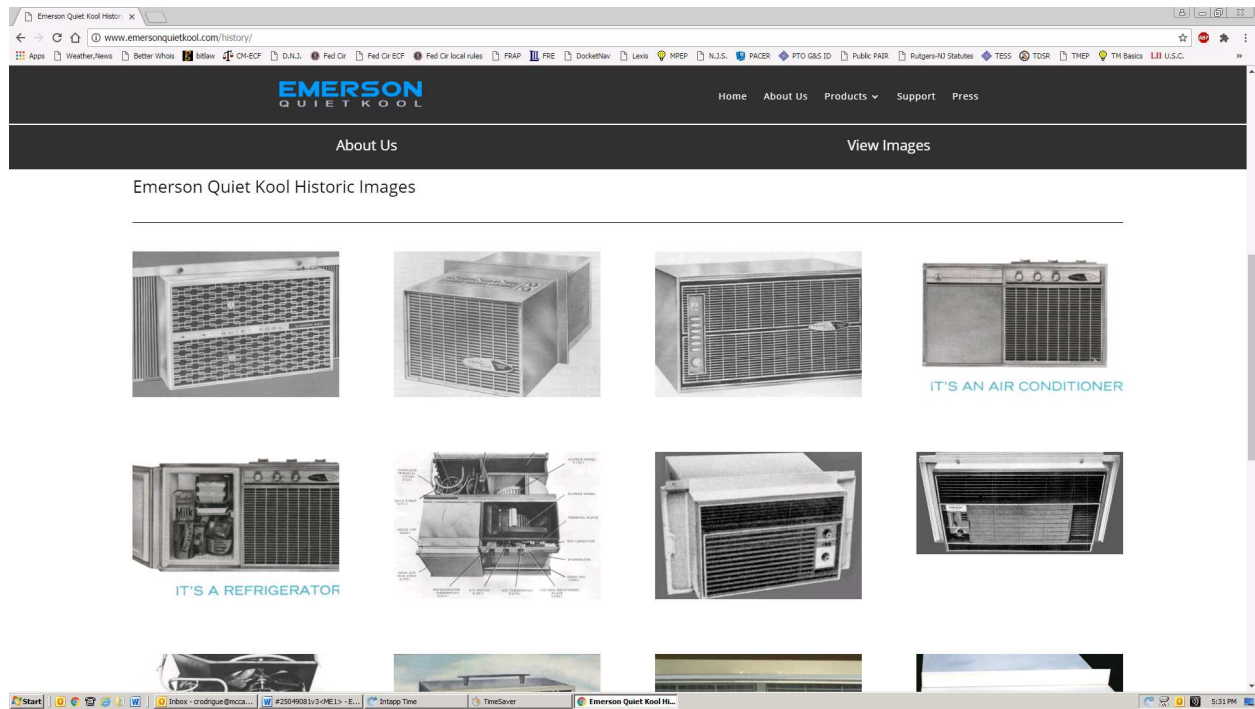 Emerson Quiet Kool Histor
www.emersonquietkool.com/history/
Apps Weather,News Better Whois bitlaw CM-ECF D.N.J. Fed Cir Fed Cir ECF Fed Cir local rules FRAP FRE DocketNav Lexis MPEP N.J.S. PACER PTO G&S ID Public PAIR Rutgers-NJ Statutes TESS TDSR TMEP TM Basics LII U.S.C. »
EMERSON
QUIET KOOL
Home About Us Products Support Press
About Us View Images
Emerson Quiet Kool Historic Images
IT'S AN AIR CONDITIONER
Milk
IT'S A REFRIGERATOR
Start Inbox - crodrigue@mcca... #25049081v3<ME1> - E... Intapp Time TimeSaver Emerson Quiet Kool Hi... 5:31 PM